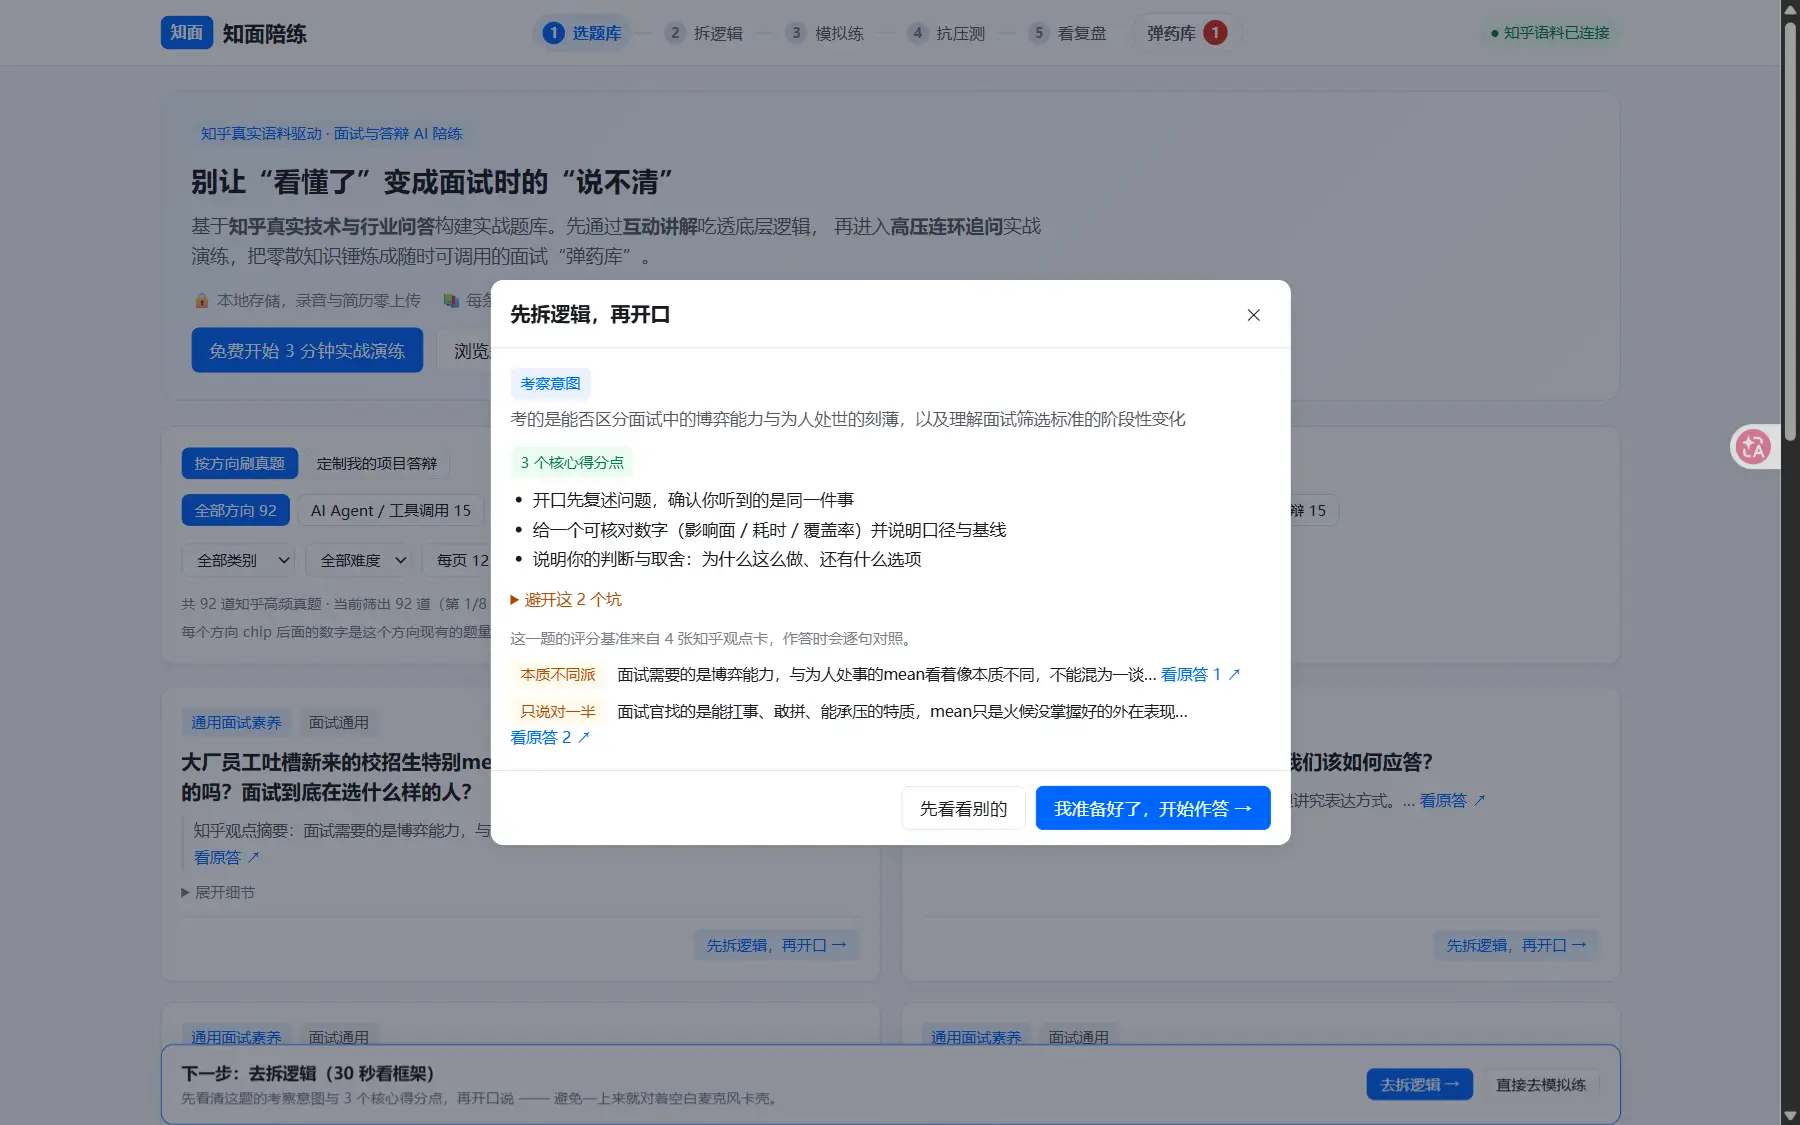 知面 知面陪练
1 选题库 2 拆逻辑 3 模拟练 4 抗压测 5 看复盘 弹药库 1
● 知乎语料已连接
知乎真实语料驱动 · 面试与答辩 AI 陪练
别让“看懂了”变成面试时的“说不清”
基于知乎真实技术与行业问答构建实战题库。先通过互动讲解吃透底层逻辑， 再进入高压连环追问实战
演练，把零散知识锤炼成随时可调用的面试“弹药库”。
🔒 本地存储，录音与简历零上传 📚 每条
免费开始 3 分钟实战演练 浏览
按方向刷真题 定制我的项目答辩
全部方向 92 AI Agent / 工具调用 15
辩 15
全部类别 全部难度 每页 12
共 92 道知乎高频真题 · 当前筛出 92 道（第 1/8
每个方向 chip 后面的数字是这个方向现有的题量
先拆逻辑，再开口
×
考察意图
考的是能否区分面试中的博弈能力与为人处世的刻薄，以及理解面试筛选标准的阶段性变化
3 个核心得分点
• 开口先复述问题，确认你听到的是同一件事
• 给一个可核对数字（影响面 / 耗时 / 覆盖率）并说明口径与基线
• 说明你的判断与取舍：为什么这么做、还有什么选项
▶ 避开这 2 个坑
这一题的评分基准来自 4 张知乎观点卡，作答时会逐句对照。
本质不同派 面试需要的是博弈能力，与为人处事的mean看着像本质不同，不能混为一谈... 看原答 1 ↗
只说对一半 面试官找的是能扛事、敢拼、能承压的特质，mean只是火候没掌握好的外在表现...
看原答 2 ↗
先看看别的 我准备好了，开始作答 →
通用面试素养 面试通用
大厂员工吐槽新来的校招生特别me
的吗？面试到底在选什么样的人？
知乎观点摘要：面试需要的是博弈能力，与
看原答 ↗
▶ 展开细节
先拆逻辑，再开口 →
我们该如何应答？
讲究表达方式。... 看原答 ↗
先拆逻辑，再开口 →
通用面试素养 面试通用
通用面试素养 面试通用
下一步：去拆逻辑（30 秒看框架）
先看清这题的考察意图与 3 个核心得分点，再开口说 —— 避免一上来就对着空白麦克风卡壳。
去拆逻辑 → 直接去模拟练